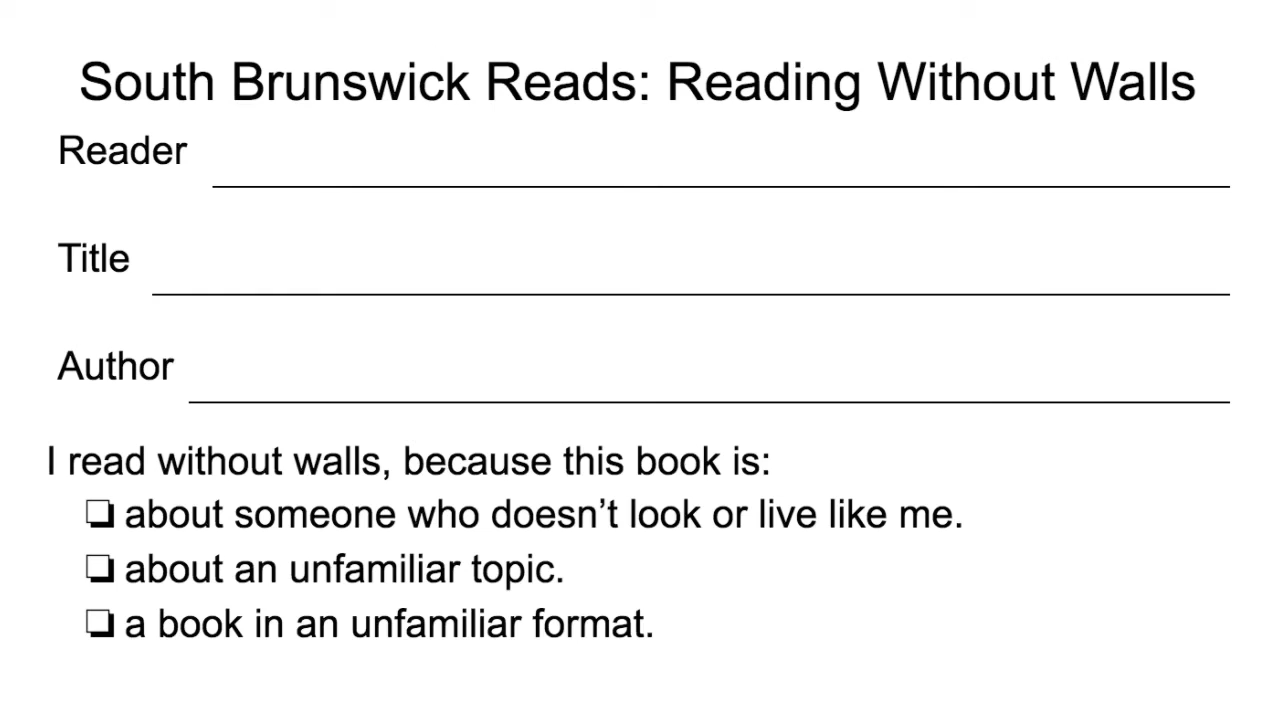 South Brunswick Reads: Reading Without Walls
Reader
Title
Author
I read without walls, because this book is:
❏ about someone who doesn’t look or live like me.
❏ about an unfamiliar topic.
❏ a book in an unfamiliar format.